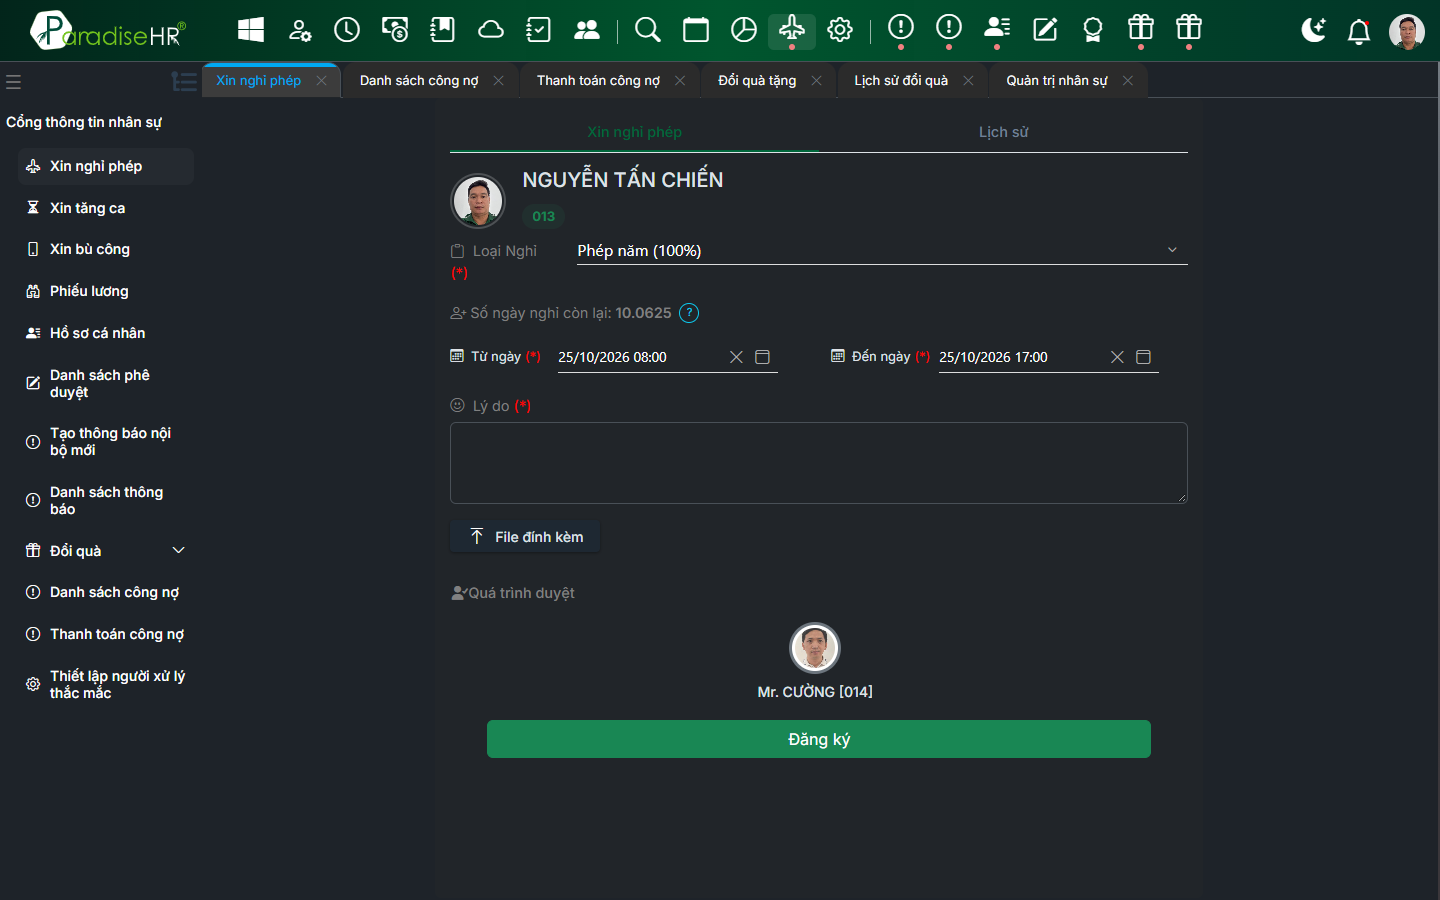 ParadiseHR®
Xin nghỉ phép
Danh sách công nợ
Thanh toán công nợ
Đổi quà tặng
Lịch sử đổi quà
Quản trị nhân sự
Cổng thông tin nhân sự
Xin nghỉ phép
Xin tăng ca
Xin bù công
Phiếu lương
Hồ sơ cá nhân
Danh sách phê
duyệt
Tạo thông báo nội
bộ mới
Danh sách thông
báo
Đổi quà
Danh sách công nợ
Thanh toán công nợ
Thiết lập người xử lý
thắc mắc
Xin nghỉ phép
Lịch sử
NGUYỄN TẤN CHIẾN
013
Loại Nghỉ
(*)
Phép năm (100%)
Số ngày nghỉ còn lại: 10.0625 ?
Từ ngày (*) 25/10/2026 08:00
Đến ngày (*) 25/10/2026 17:00
Lý do (*)
File đính kèm
Quá trình duyệt
Mr. CƯỜNG [014]
Đăng ký